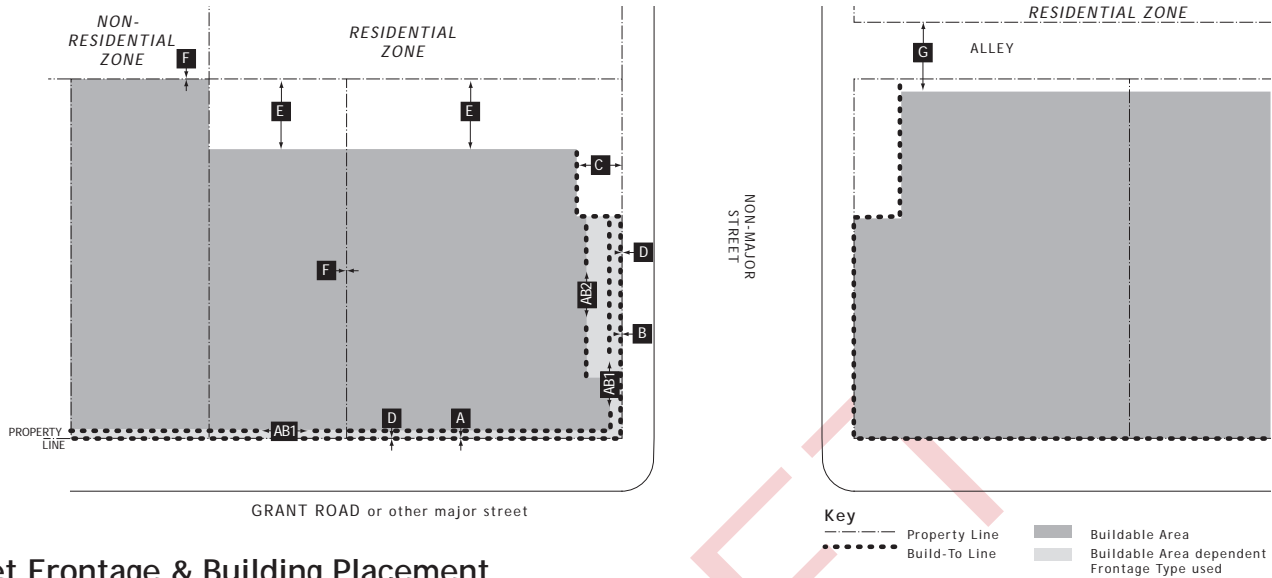 NON-
RESIDENTIAL
ZONE
RESIDENTIAL
ZONE
F
E
E
C
F
D
AB2
B
AB1
D
A
AB1
PROPERTY
LINE
GRANT ROAD or other major street
NON-MAJOR
STREET
RESIDENTIAL ZONE
G
ALLEY
Key
Property Line
Build-To Line
Buildable Area
Buildable Area dependent
Frontage Type used
et Frontage & Building Placement